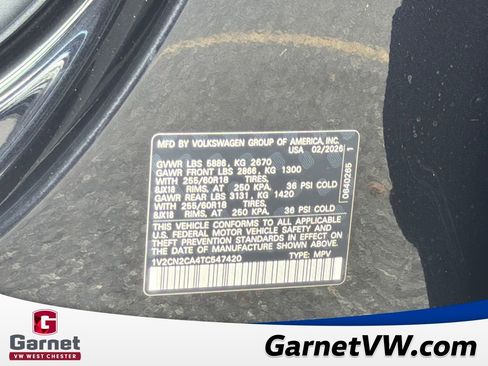 MFD. BY VOLKSWAGEN GROUP OF AMERICA, INC.
USA 02/2026
GVWR LBS 5886, KG 2670
GAWR FRONT LBS 2866, KG 1300
WITH 255/60R18 TIRES,
8JX18 RIMS, AT 250 KPA, 36 PSI COLD
GAWR REAR LBS 3131, KG 1420
WITH 255/60R18 TIRES,
8JX18 RIMS, AT 250 KPA, 36 PSI COLD
THIS VEHICLE CONFORMS TO ALL APPLICABLE
U.S. FEDERAL MOTOR VEHICLE SAFETY
STANDARDS IN EFFECT ON THE DATE OF
MANUFACTURE SHOWN ABOVE.
1V2CN2CA4TC547420 TYPE: MPV
0640265 1
G
Garnet
VW WEST CHESTER
GarnetVW.com